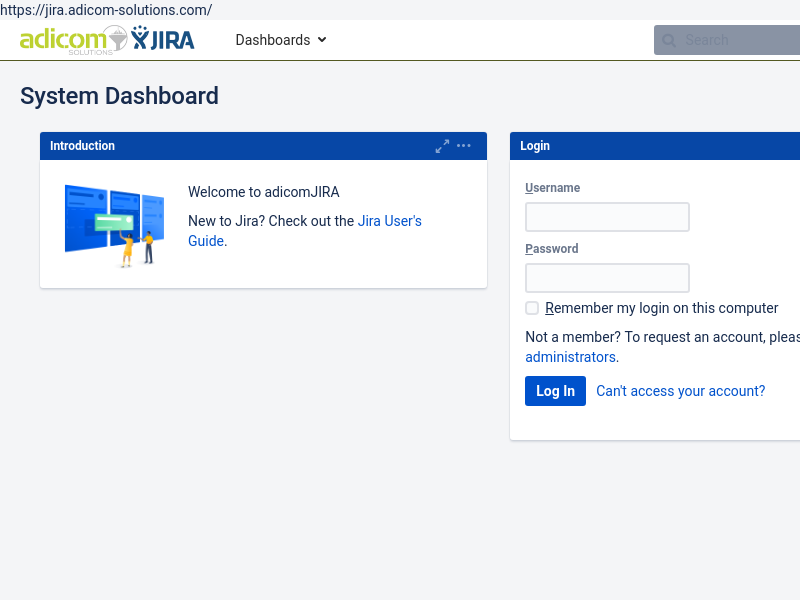 https://jira.adicom-solutions.com/
adicom SOLUTIONS JIRA
Dashboards
Search
System Dashboard
Introduction
Welcome to adicomJIRA
New to Jira? Check out the Jira User's
Guide.
Login
Username
Password
Remember my login on this computer
Not a member? To request an account, pleas
administrators.
Log In
Can't access your account?